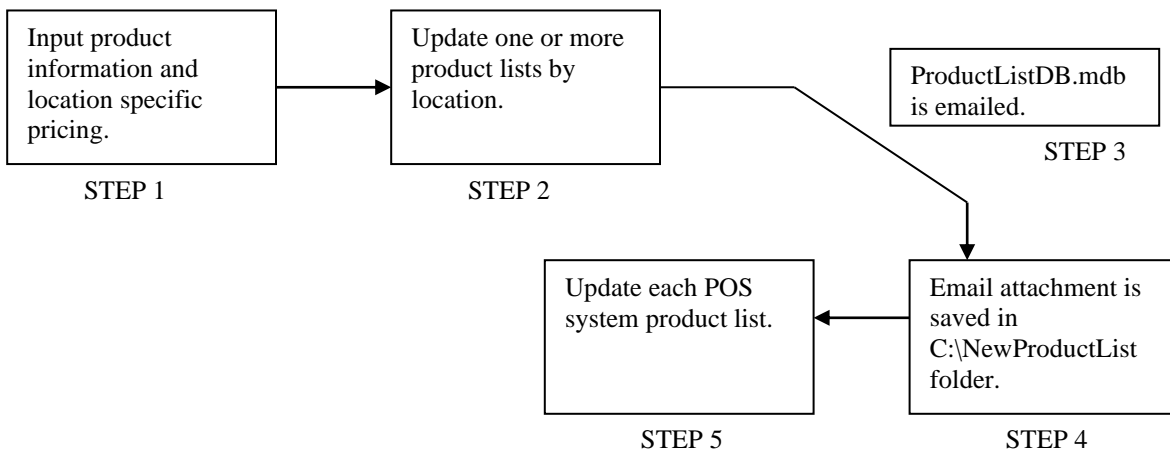 Input product
information and
location specific
pricing.
STEP 1
Update one or more
product lists by
location.
STEP 2
ProductListDB.mdb
is emailed.
STEP 3
Email attachment is
saved in
C:\NewProductList
folder.
STEP 4
Update each POS
system product list.
STEP 5